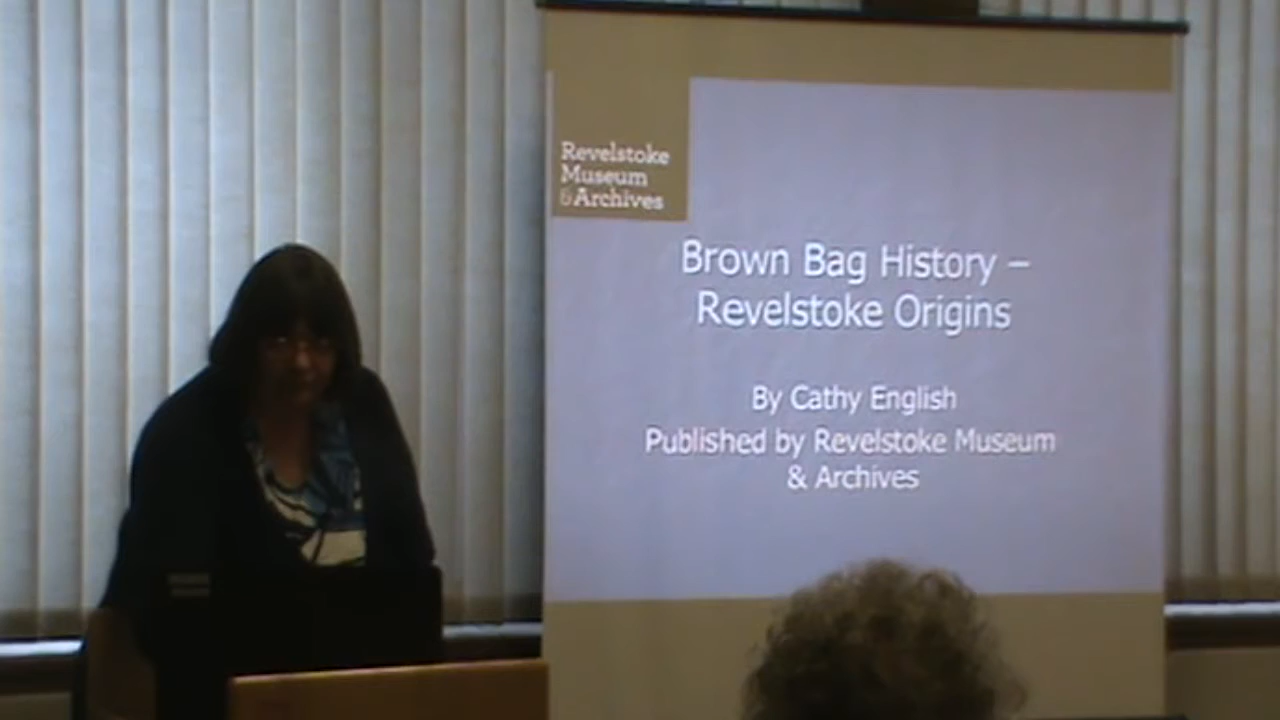 Revelstoke
Museum
&Archives
Brown Bag History –
Revelstoke Origins
By Cathy English
Published by Revelstoke Museum
& Archives